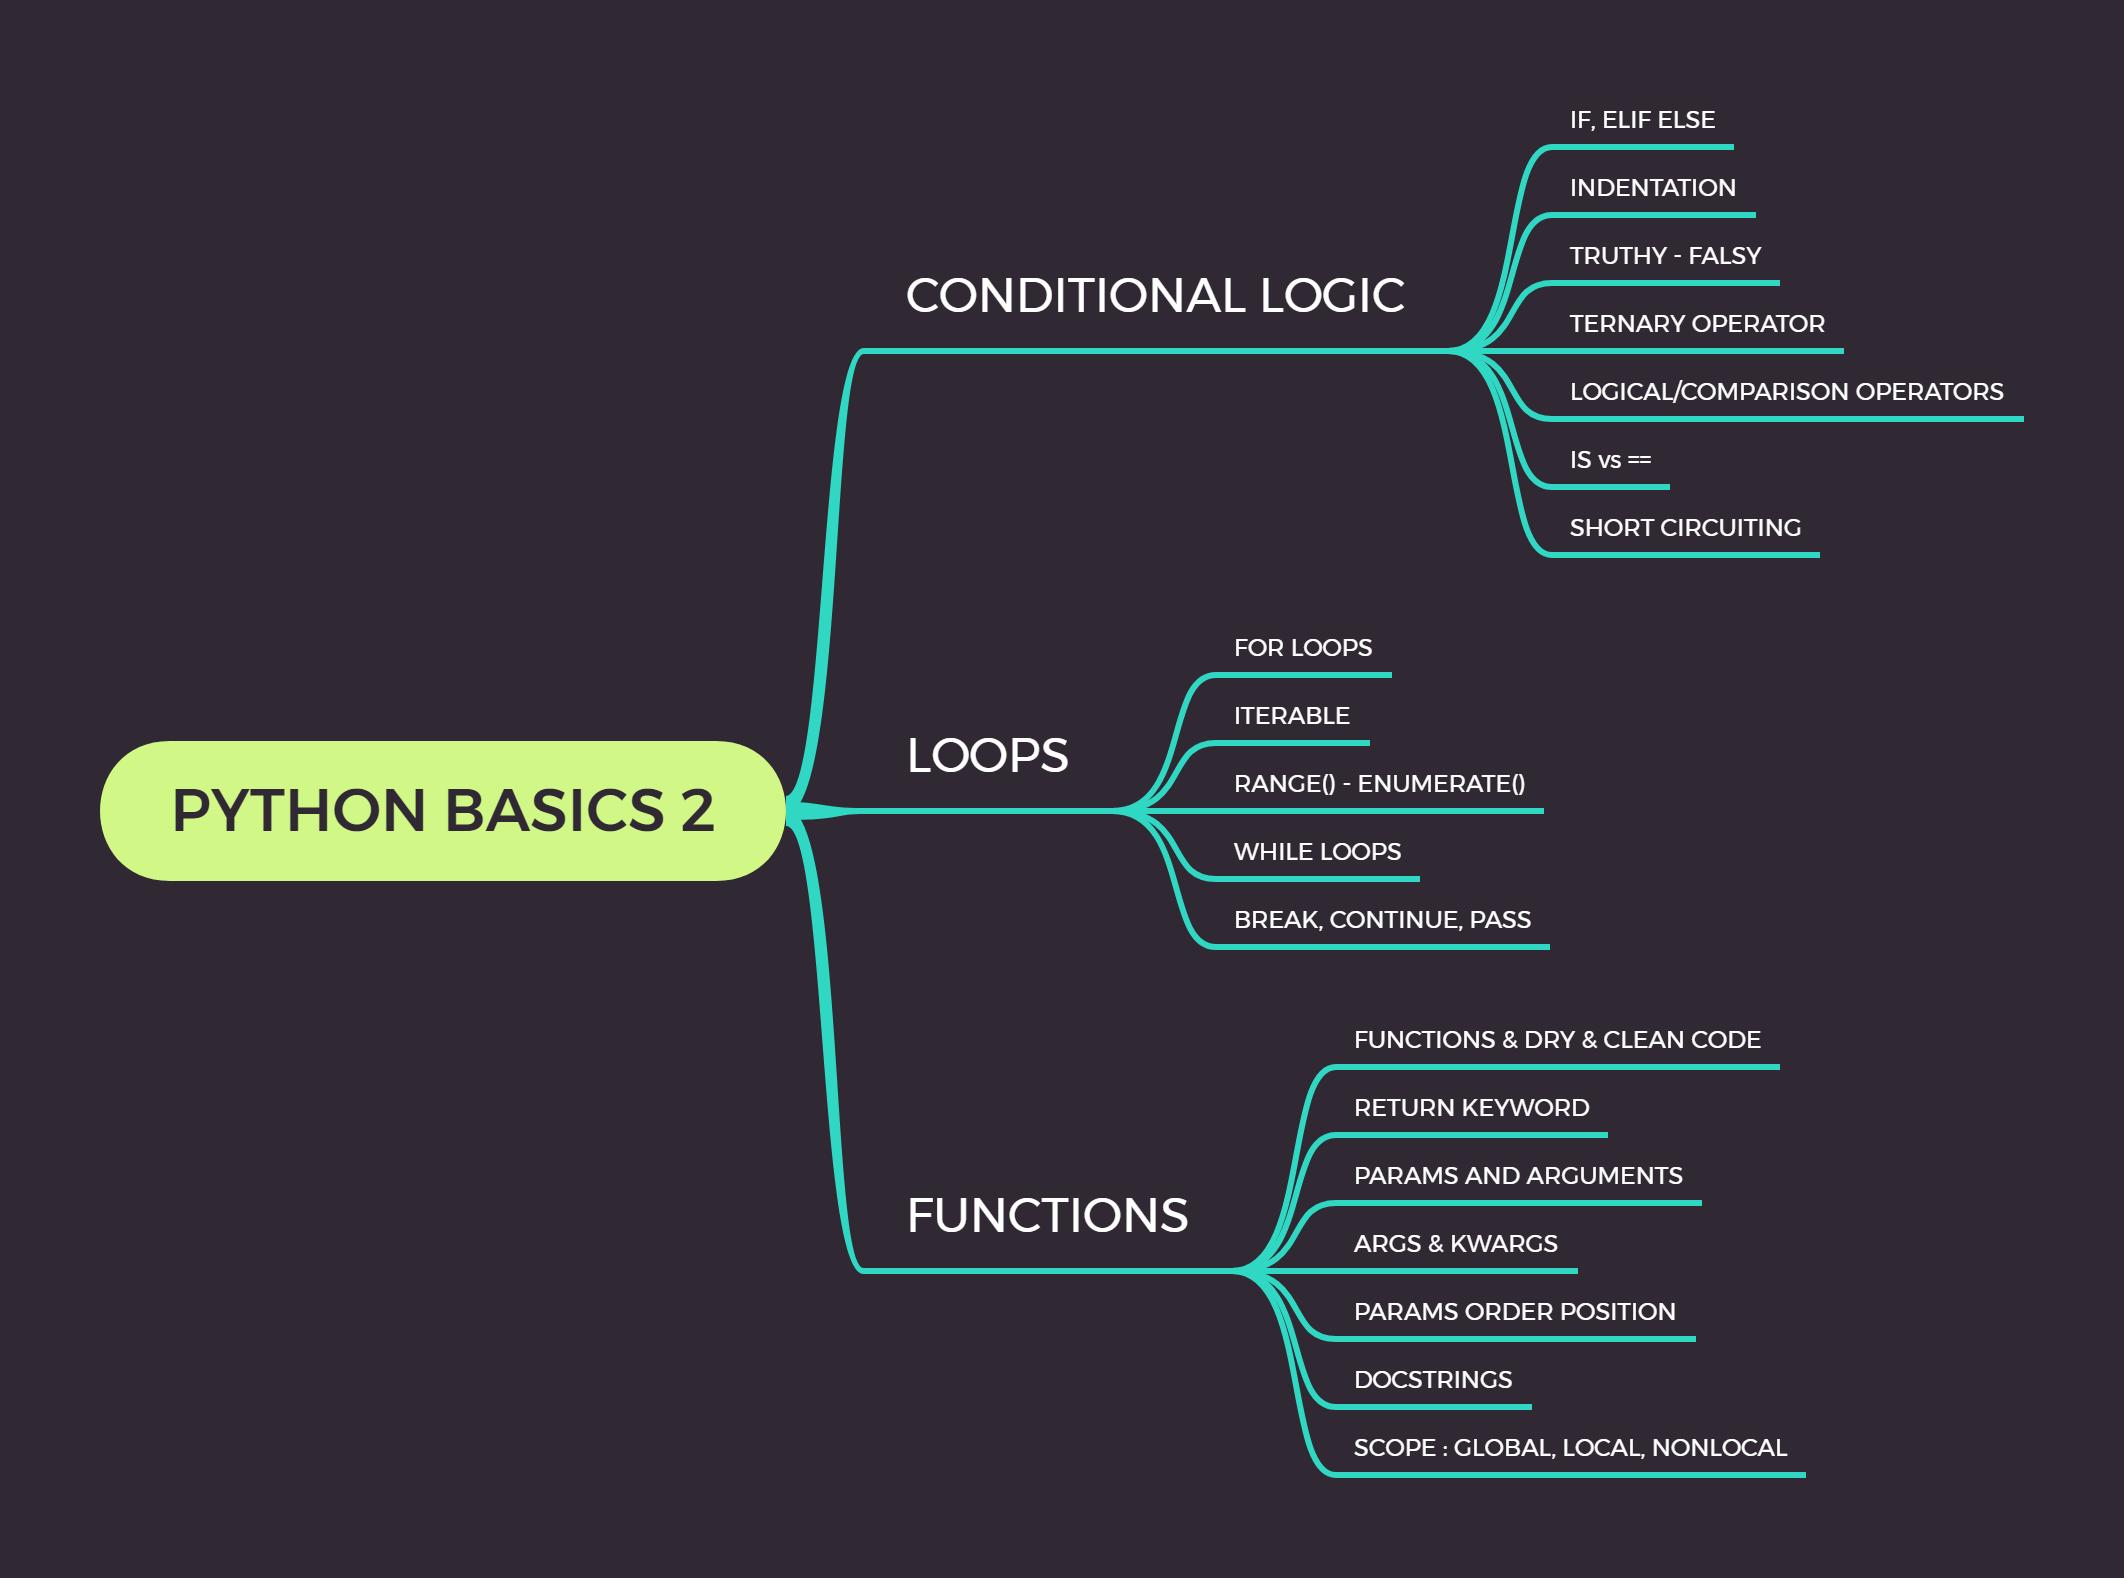 PYTHON BASICS 2
CONDITIONAL LOGIC
IF, ELIF ELSE
INDENTATION
TRUTHY - FALSY
TERNARY OPERATOR
LOGICAL/COMPARISON OPERATORS
IS vs ==
SHORT CIRCUITING
LOOPS
FOR LOOPS
ITERABLE
RANGE() - ENUMERATE()
WHILE LOOPS
BREAK, CONTINUE, PASS
FUNCTIONS
FUNCTIONS & DRY & CLEAN CODE
RETURN KEYWORD
PARAMS AND ARGUMENTS
ARGS & KWARGS
PARAMS ORDER POSITION
DOCSTRINGS
SCOPE : GLOBAL, LOCAL, NONLOCAL